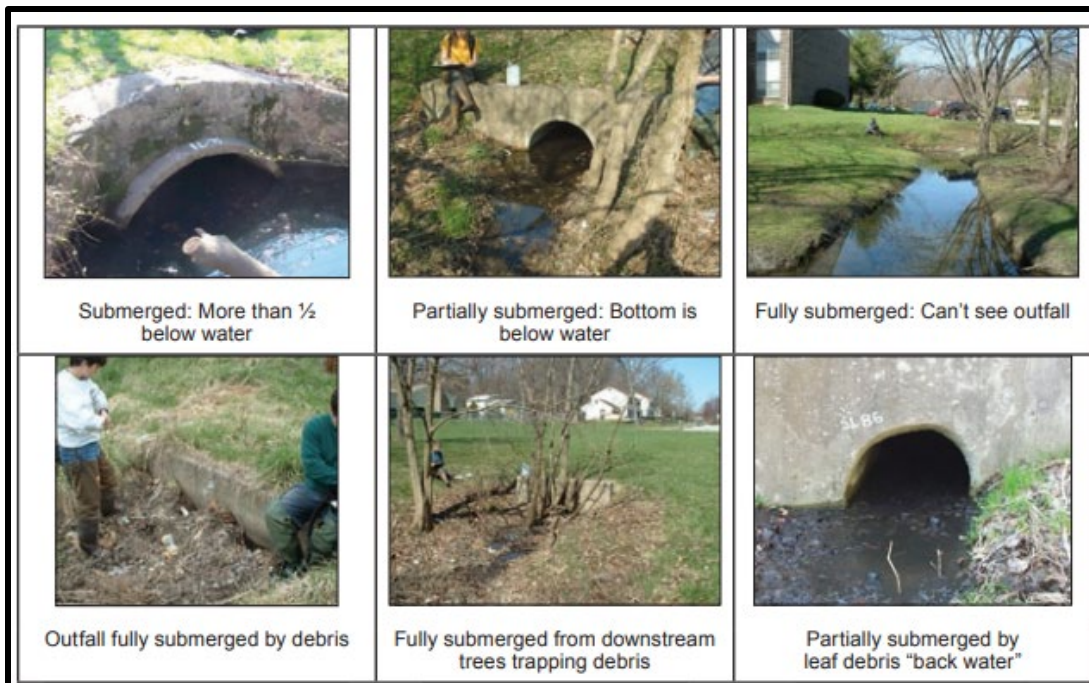 Submerged: More than ½
below water
Partially submerged: Bottom is
below water
Fully submerged: Can't see outfall
SL86
Outfall fully submerged by debris
Fully submerged from downstream
trees trapping debris
Partially submerged by
leaf debris “back water”